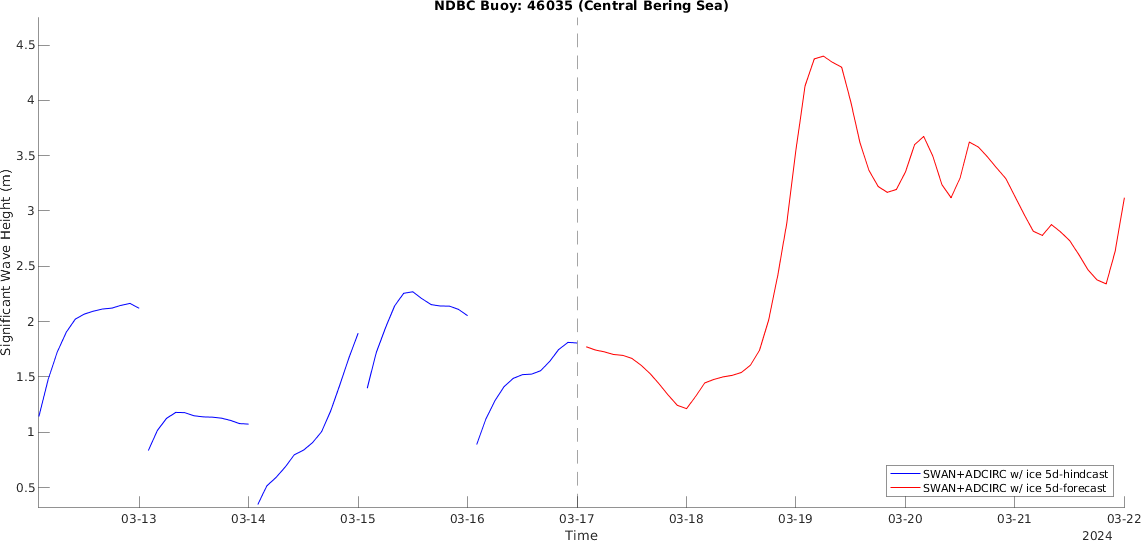 NDBC Buoy: 46035 (Central Bering Sea)
4.5
4
3.5
3
2.5
2
1.5
1
0.5
Significant Wave Height (m)
SWAN+ADCIRC w/ ice 5d-hindcast
SWAN+ADCIRC w/ ice 5d-forecast
03-13 03-14 03-15 03-16 03-17 03-18 03-19 03-20 03-21 03-22
Time
2024